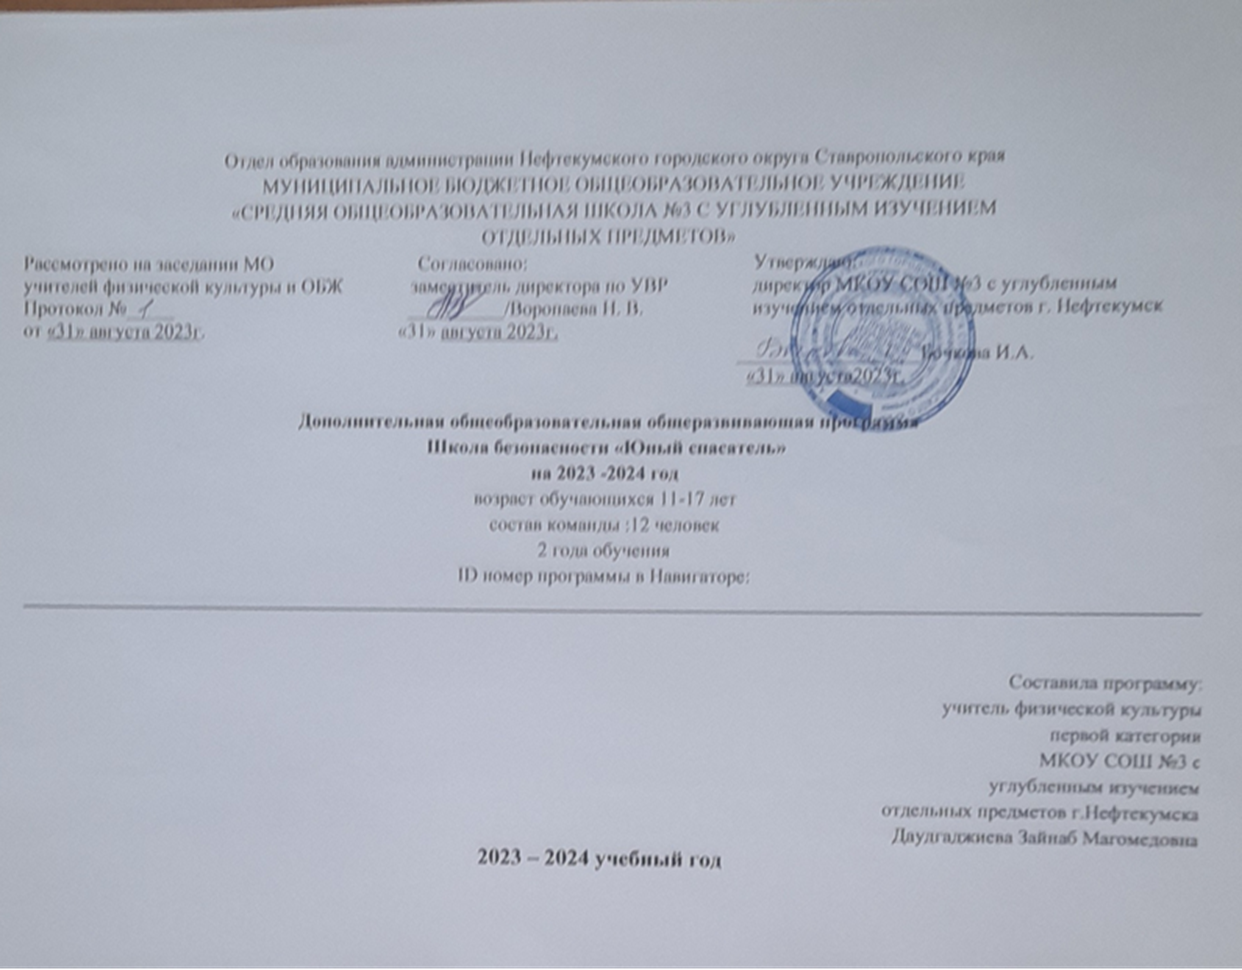 Отдел образования администрации Нефтекумского городского округа Ставропольского края
МУНИЦИПАЛЬНОЕ БЮДЖЕТНОЕ ОБЩЕОБРАЗОВАТЕЛЬНОЕ УЧРЕЖДЕНИЕ
«СРЕДНЯЯ ОБЩЕОБРАЗОВАТЕЛЬНАЯ ШКОЛА №3 С УГЛУБЛЕННЫМ ИЗУЧЕНИЕМ
ОТДЕЛЬНЫХ ПРЕДМЕТОВ»
Рассмотрено на заседании МО
учителей физической культуры и ОБЖ
Протокол № 1
от «31» августа 2023г.
Согласовано:
заместитель директора по УВР
/Воропаева Н. В.
«31» августа 2023г.
Утверждаю:
директор МКОУ СОШ №3 с углубленным
изучением отдельных предметов г. Нефтекумск
Бочкова И.А.
«31» августа2023г.
Дополнительная общеобразовательная общеразвивающая программа
Школа безопасности «Юный спасатель»
на 2023 -2024 год
возраст обучающихся 11-17 лет
состав команды :12 человек
2 года обучения
ID номер программы в Навигаторе:
Составила программу:
учитель физической культуры
первой категории
МКОУ СОШ №3 с
углубленным изучением
отдельных предметов г.Нефтекумска
Даудгаджиева Зайнаб Магомедовна
2023 – 2024 учебный год